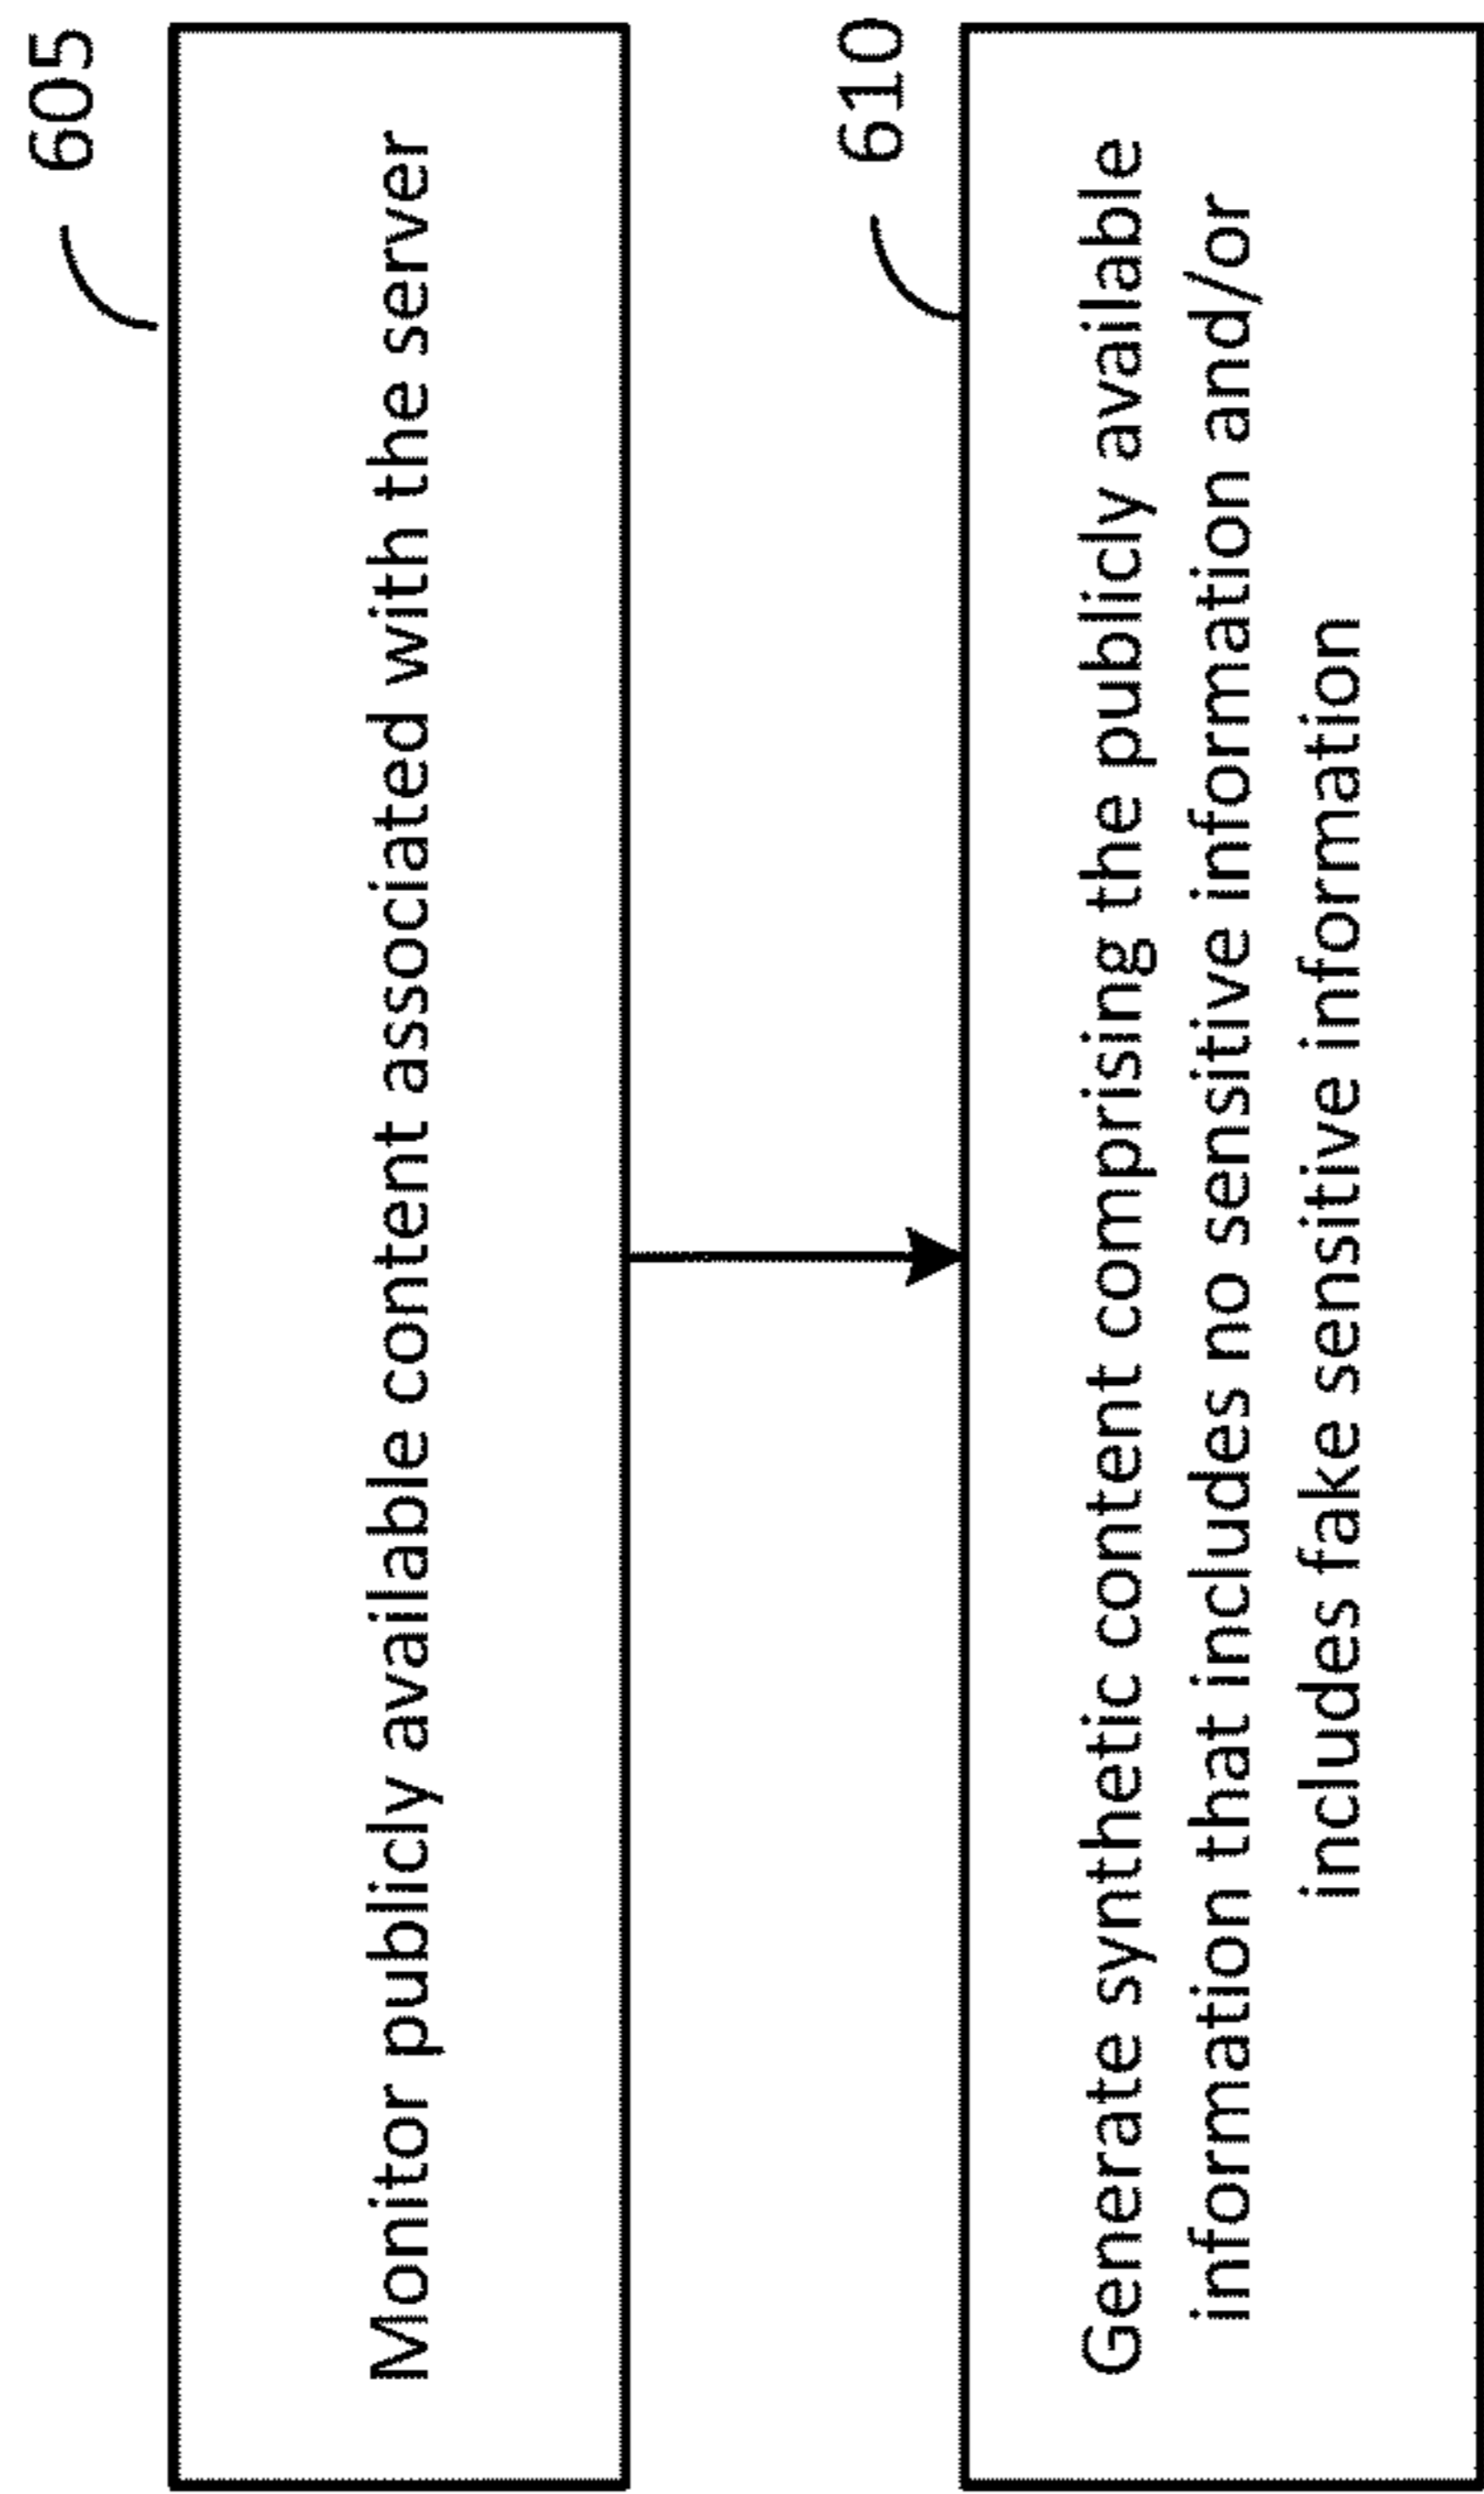 605
Monitor publicly available content associated with the server
610
Generate synthetic content comprising the publicly available
information that includes no sensitive information and/or
includes fake sensitive information